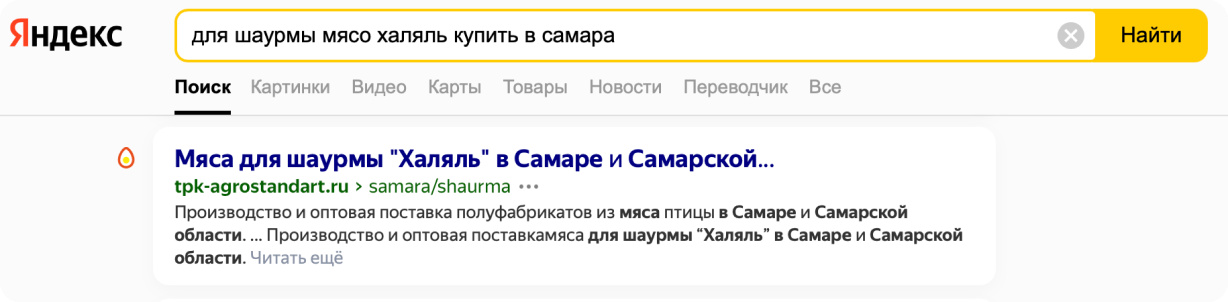 Яндекс
для шаурмы мясо халяль купить в самара
Найти
Поиск Картинки Видео Карты Товары Новости Переводчик Все
Мяса для шаурмы "Халяль" в Самаре и Самарской...
tpk-agrostandart.ru › samara/shaurma
Производство и оптовая поставка полуфабрикатов из мяса птицы в Самаре и Самарской
области. ... Производство и оптовая поставкамяса для шаурмы “Халяль” в Самаре и Самарской
области. Читать ещё